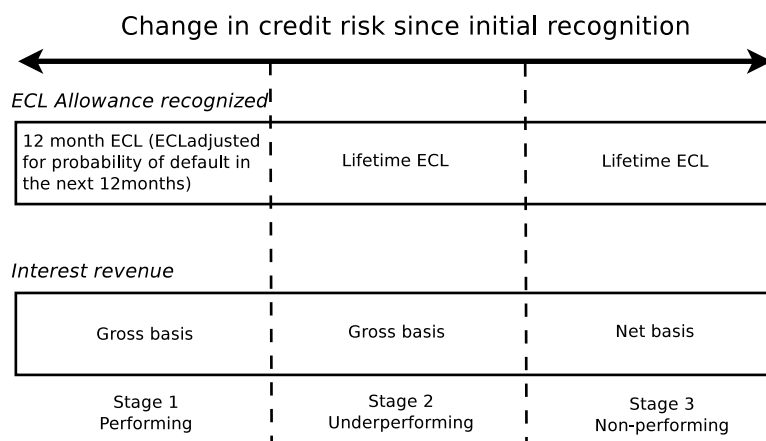 Change in credit risk since initial recognition
ECL Allowance recognized
12 month ECL (ECLadjusted
for probability of default in
the next 12months)
Lifetime ECL
Lifetime ECL
Interest revenue
Gross basis
Gross basis
Net basis
Stage 1
Performing
Stage 2
Underperforming
Stage 3
Non-performing